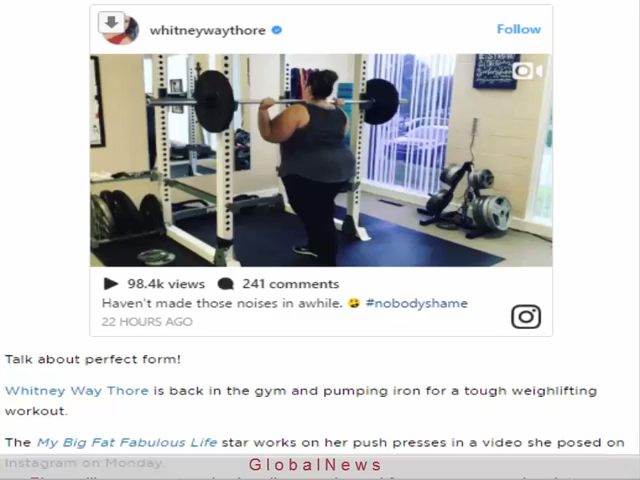 whitneywaythore
Follow
98.4k views 241 comments
Haven't made those noises in awhile. #nobodyshame
22 HOURS AGO
Talk about perfect form!
Whitney Way Thore is back in the gym and pumping iron for a tough weighlifting
workout.
The My Big Fat Fabulous Life star works on her push presses in a video she posted on
Instagram on Monday.
GlobalNews